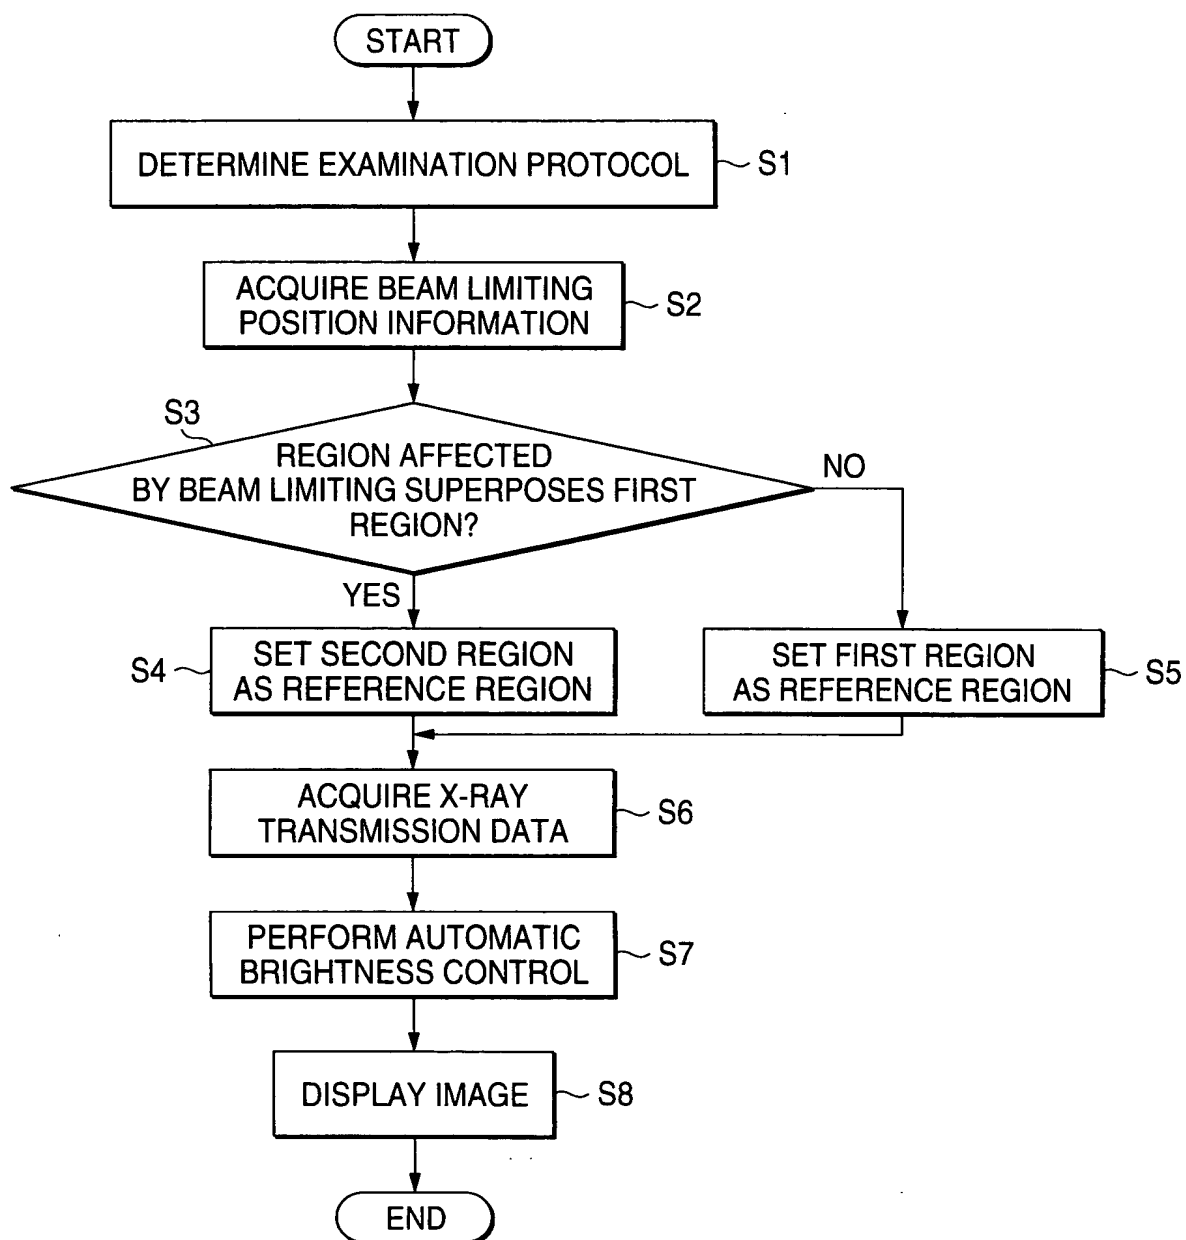 START
DETERMINE EXAMINATION PROTOCOL
S1
ACQUIRE BEAM LIMITING
POSITION INFORMATION
S2
S3
REGION AFFECTED
BY BEAM LIMITING SUPERPOSES FIRST
REGION?
NO
YES
S4
SET SECOND REGION
AS REFERENCE REGION
SET FIRST REGION
AS REFERENCE REGION
S5
ACQUIRE X-RAY
TRANSMISSION DATA
S6
PERFORM AUTOMATIC
BRIGHTNESS CONTROL
S7
DISPLAY IMAGE
S8
END